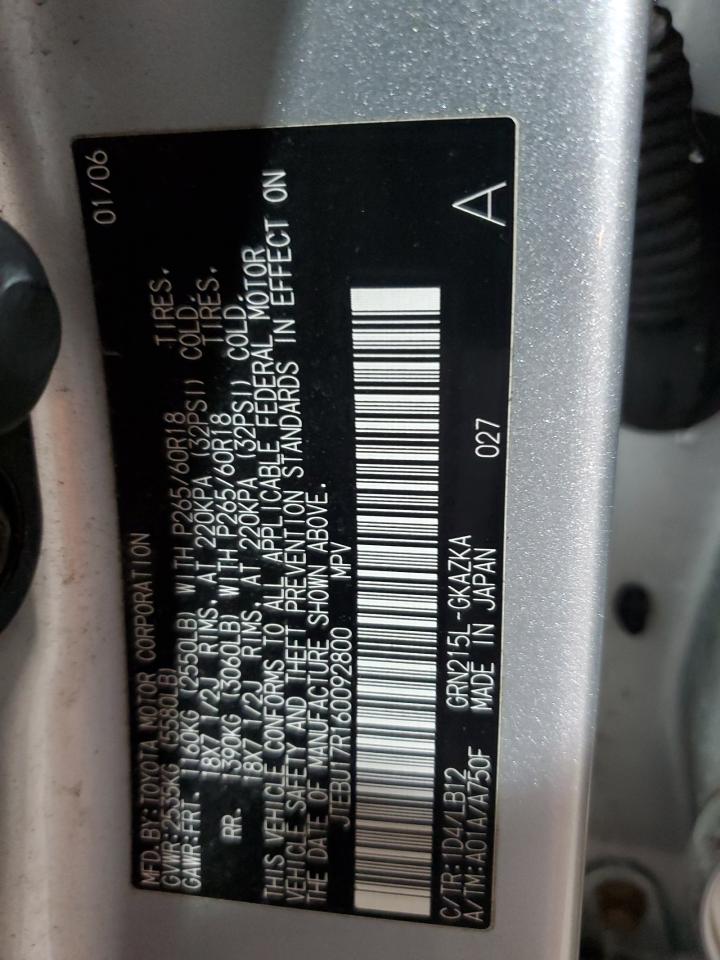 MFD. BY: TOYOTA MOTOR CORPORATION 01/06
GVWR: 2535KG (5580LB)
GAWR: FRT. 1160KG (2550LB) WITH P265/60R18 TIRES.
18X7 1/2J RIMS, AT 220KPA (32PSI) COLD.
RR. 1390KG (3060LB) WITH P265/60R18 TIRES.
18X7 1/2J RIMS, AT 220KPA (32PSI) COLD.
THIS VEHICLE CONFORMS TO ALL APPLICABLE FEDERAL MOTOR
VEHICLE SAFETY AND THEFT PREVENTION STANDARDS IN EFFECT ON
THE DATE OF MANUFACTURE SHOWN ABOVE.
JTEBU17R160092800 MPV
C/TR: 1D4/LB12 GRN215L-GKAZKA 027 A
A/TM: A01A/A750F MADE IN JAPAN